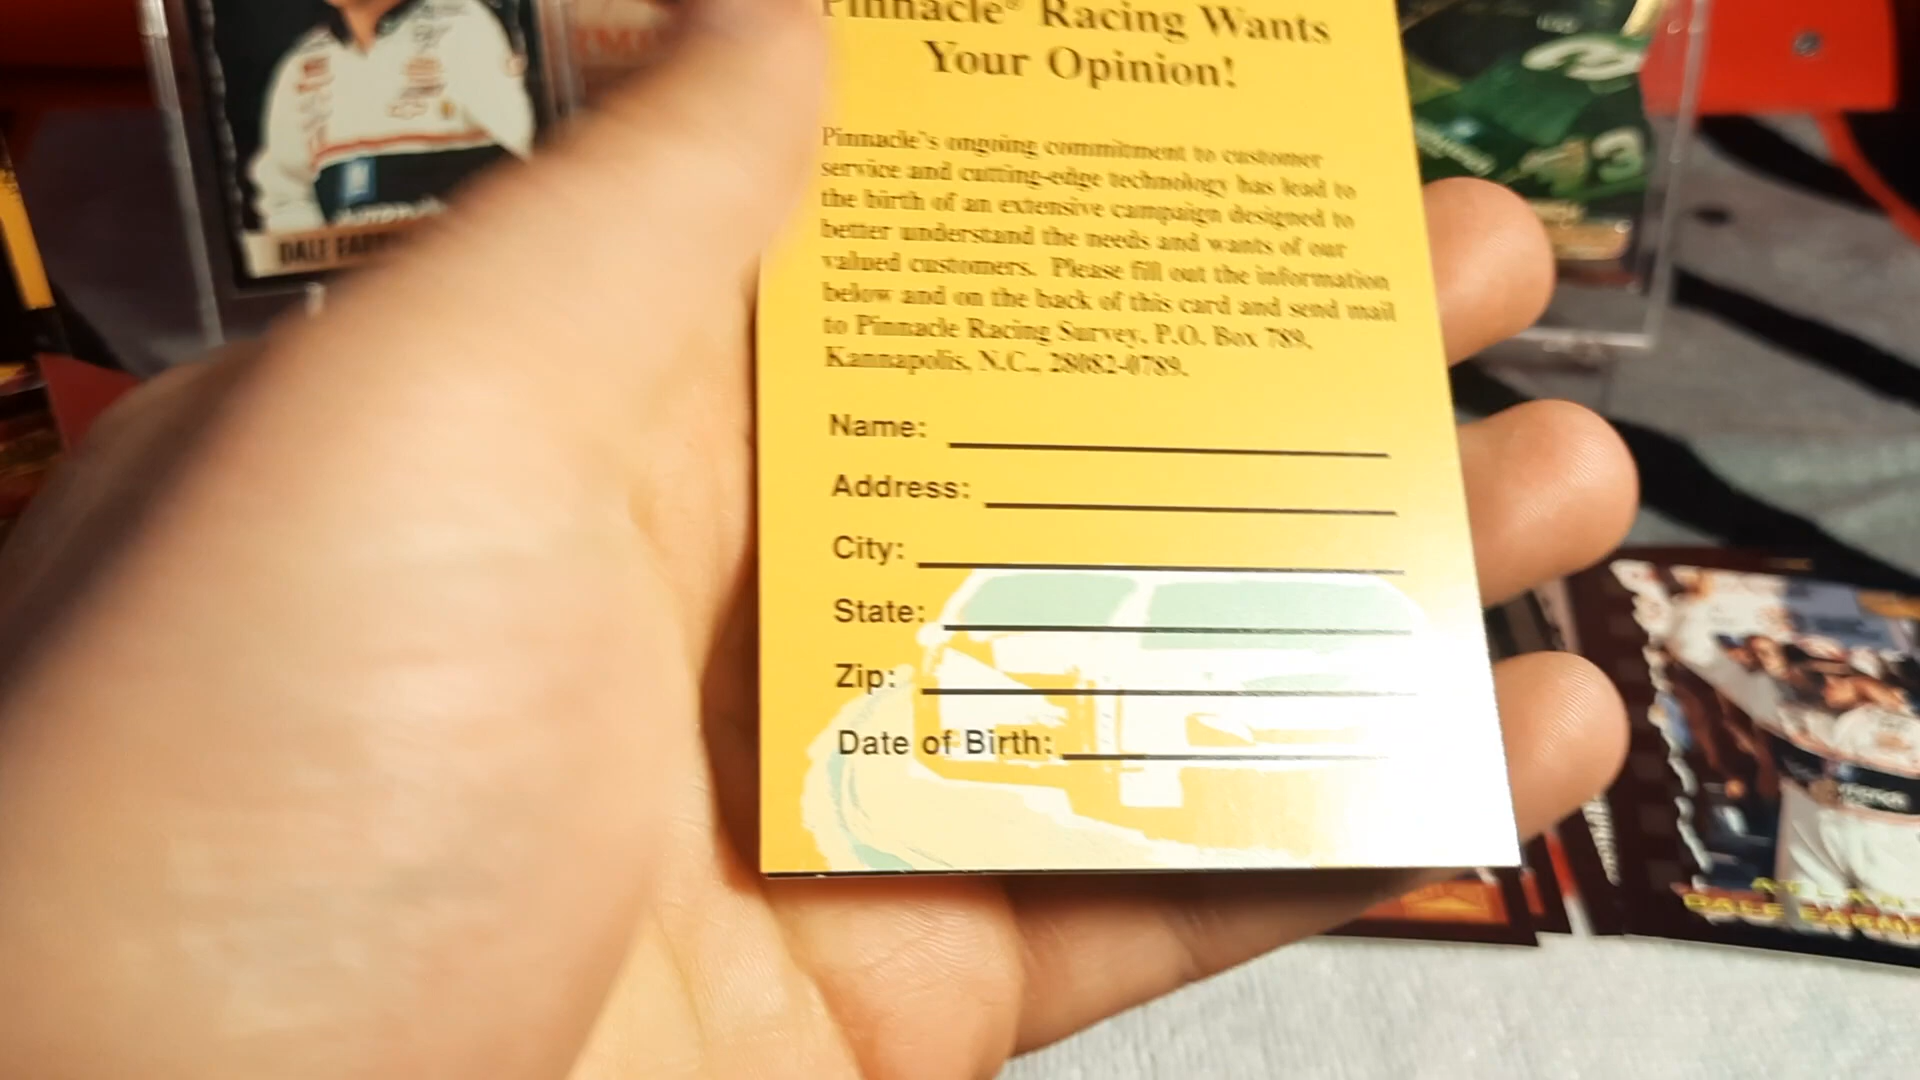 Pinnacle® Racing Wants
Your Opinion!
Pinnacle's ongoing commitment to customer
service and cutting-edge technology has lead to
the birth of an extensive campaign designed to
better understand the needs and wants of our
valued customers. Please fill out the information
below and on the back of this card and send mail
to Pinnacle Racing Survey, P.O. Box 789,
Kannapolis, N.C., 28082-0789.
Name:
Address:
City:
State:
Zip:
Date of Birth:
DALE
3
DALE